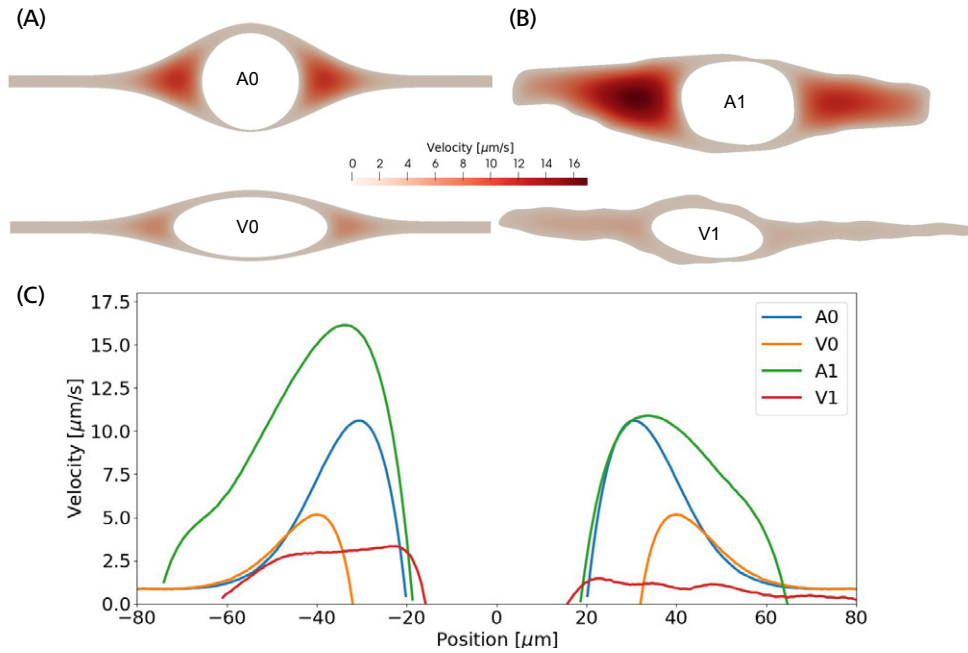 (A)
(B)
A0
A1
Velocity [μm/s]
0 2 4 6 8 10 12 14 16
V0
V1
(C)
17.5
15.0
12.5
10.0
7.5
5.0
2.5
0.0
Velocity [μm/s]
A0
V0
A1
V1
−80 −60 −40 −20 0 20 40 60 80
Position [μm]